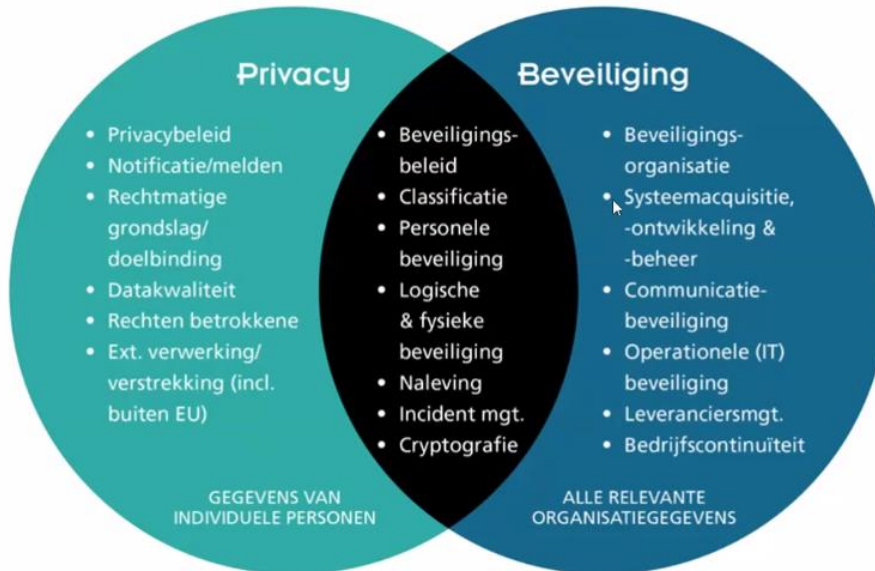 Privacy
• Privacybeleid
• Notificatie/melden
• Rechtmatige
grondslag/
doelbinding
• Datakwaliteit
• Rechten betrokkene
• Ext. verwerking/
verstrekking (incl.
buiten EU)
GEGEVENS VAN
INDIVIDUELE PERSONEN
• Beveiligings-
beleid
• Classificatie
• Personele
beveiliging
• Logische
& fysieke
beveiliging
• Naleving
• Incident mgt.
• Cryptografie
Beveiliging
• Beveiligings-
organisatie
• Systeemacquisitie,
-ontwikkeling &
-beheer
• Communicatie-
beveiliging
• Operationele (IT)
beveiliging
• Leveranciersmgt.
• Bedrijfscontinuïteit
ALLE RELEVANTE
ORGANISATIEGEGEVENS